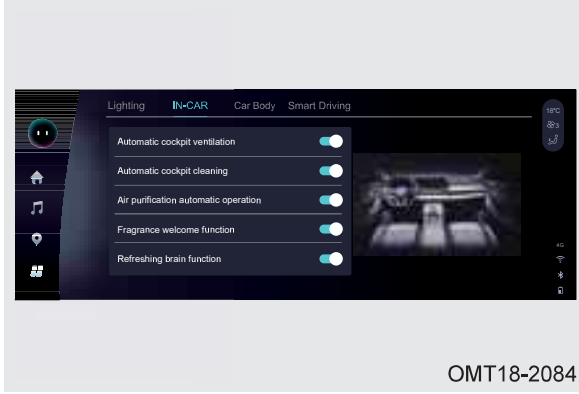 Lighting IN-CAR Car Body Smart Driving
18°C
3
Automatic cockpit ventilation
Automatic cockpit cleaning
Air purification automatic operation
Fragrance welcome function
Refreshing brain function
4G
OMT18-2084